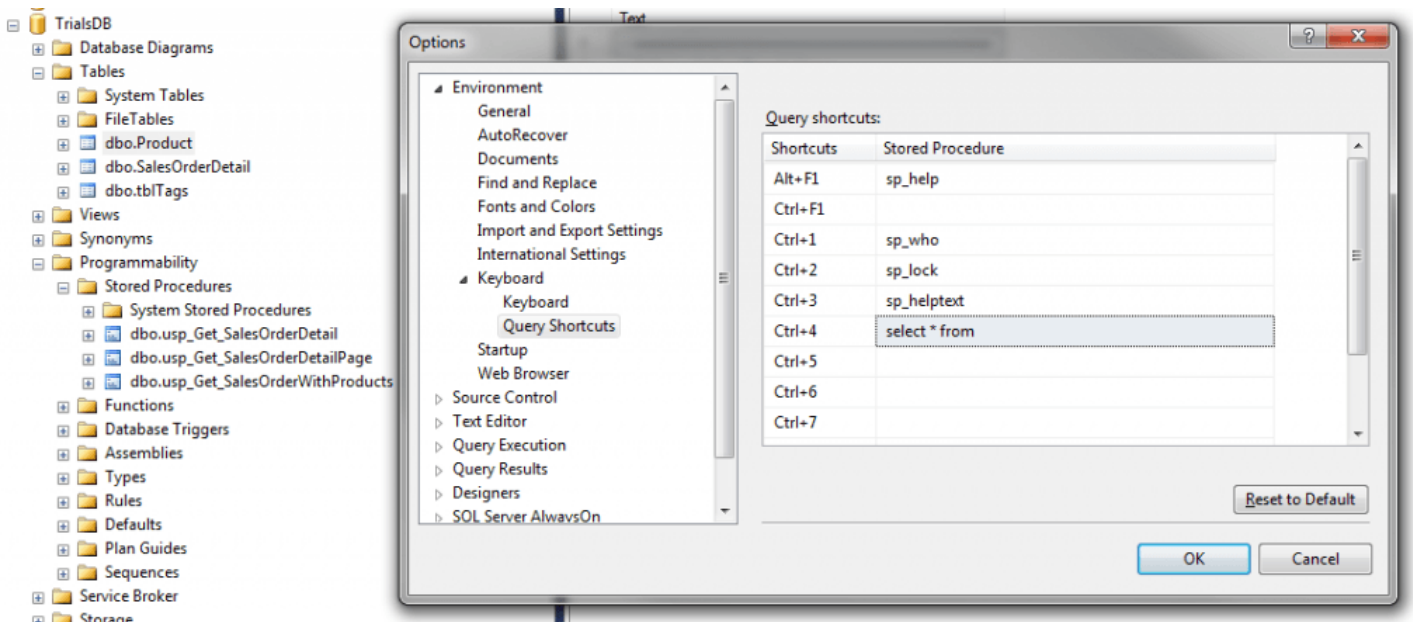 TrialsDB
Database Diagrams
Tables
System Tables
FileTables
dbo.Product
dbo.SalesOrderDetail
dbo.tblTags
Views
Synonyms
Programmability
Stored Procedures
System Stored Procedures
dbo.usp_Get_SalesOrderDetail
dbo.usp_Get_SalesOrderDetailPage
dbo.usp_Get_SalesOrderWithProducts
Functions
Database Triggers
Assemblies
Types
Rules
Defaults
Plan Guides
Sequences
Service Broker
Storage
Text
Options
Environment
General
AutoRecover
Documents
Find and Replace
Fonts and Colors
Import and Export Settings
International Settings
Keyboard
Keyboard
Query Shortcuts
Startup
Web Browser
Source Control
Text Editor
Query Execution
Query Results
Designers
SQL Server AlwaysOn
Query shortcuts:
Shortcuts Stored Procedure
Alt+F1 sp_help
Ctrl+F1
Ctrl+1 sp_who
Ctrl+2 sp_lock
Ctrl+3 sp_helptext
Ctrl+4 select * from
Ctrl+5
Ctrl+6
Ctrl+7
Reset to Default
OK Cancel